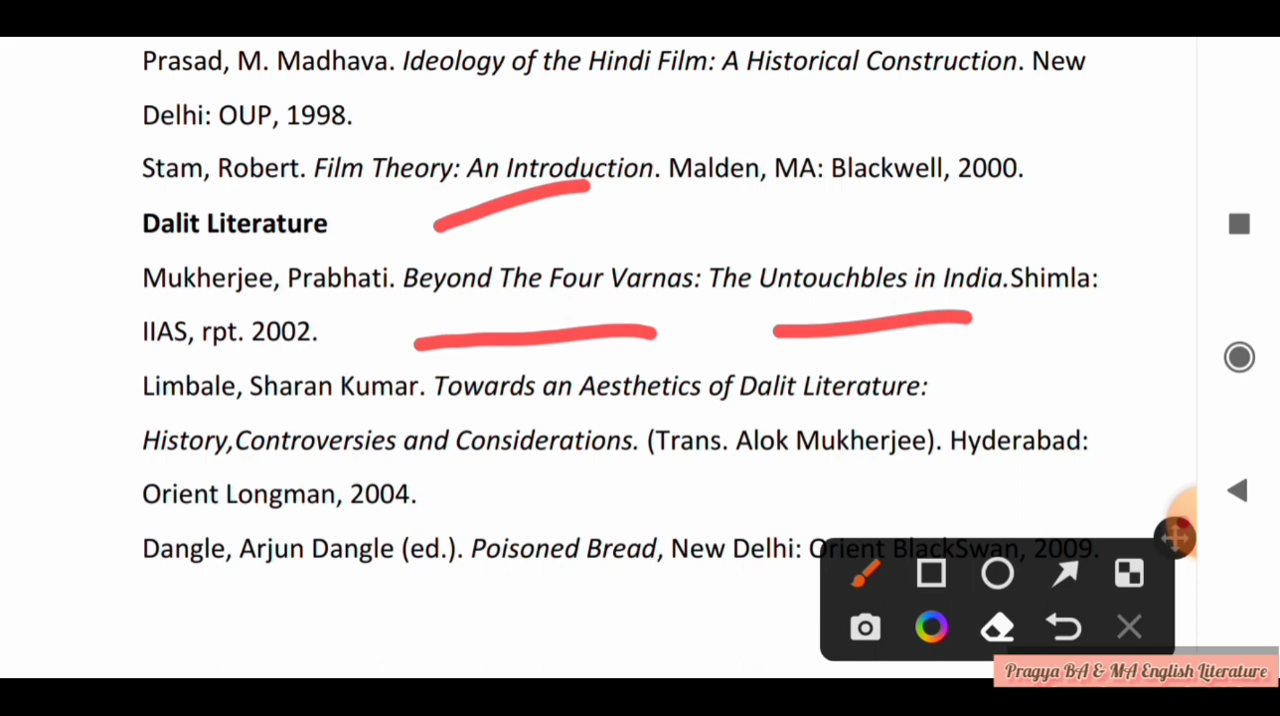 Prasad, M. Madhava. Ideology of the Hindi Film: A Historical Construction. New
Delhi: OUP, 1998.
Stam, Robert. Film Theory: An Introduction. Malden, MA: Blackwell, 2000.
Dalit Literature
Mukherjee, Prabhati. Beyond The Four Varnas: The Untouchbles in India.Shimla:
IIAS, rpt. 2002.
Limbale, Sharan Kumar. Towards an Aesthetics of Dalit Literature:
History,Controversies and Considerations. (Trans. Alok Mukherjee). Hyderabad:
Orient Longman, 2004.
Dangle, Arjun Dangle (ed.). Poisoned Bread, New Delhi: Orient BlackSwan, 2009.
Pragya BA & MA English Literature